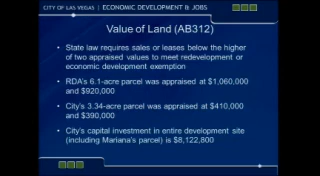 CITY OF LAS VEGAS | ECONOMIC DEVELOPMENT & JOBS
Value of Land (AB312)
• State law requires sales or leases below the higher
of two appraised values to meet redevelopment or
economic development exemption
• RDA's 6.1-acre parcel was appraised at $1,060,000
and $920,000
• City's 3.34-acre parcel was appraised at $410,000
and $390,000
• City's capital investment in entire development site
(including Mariana's parcel) is $8,122,800